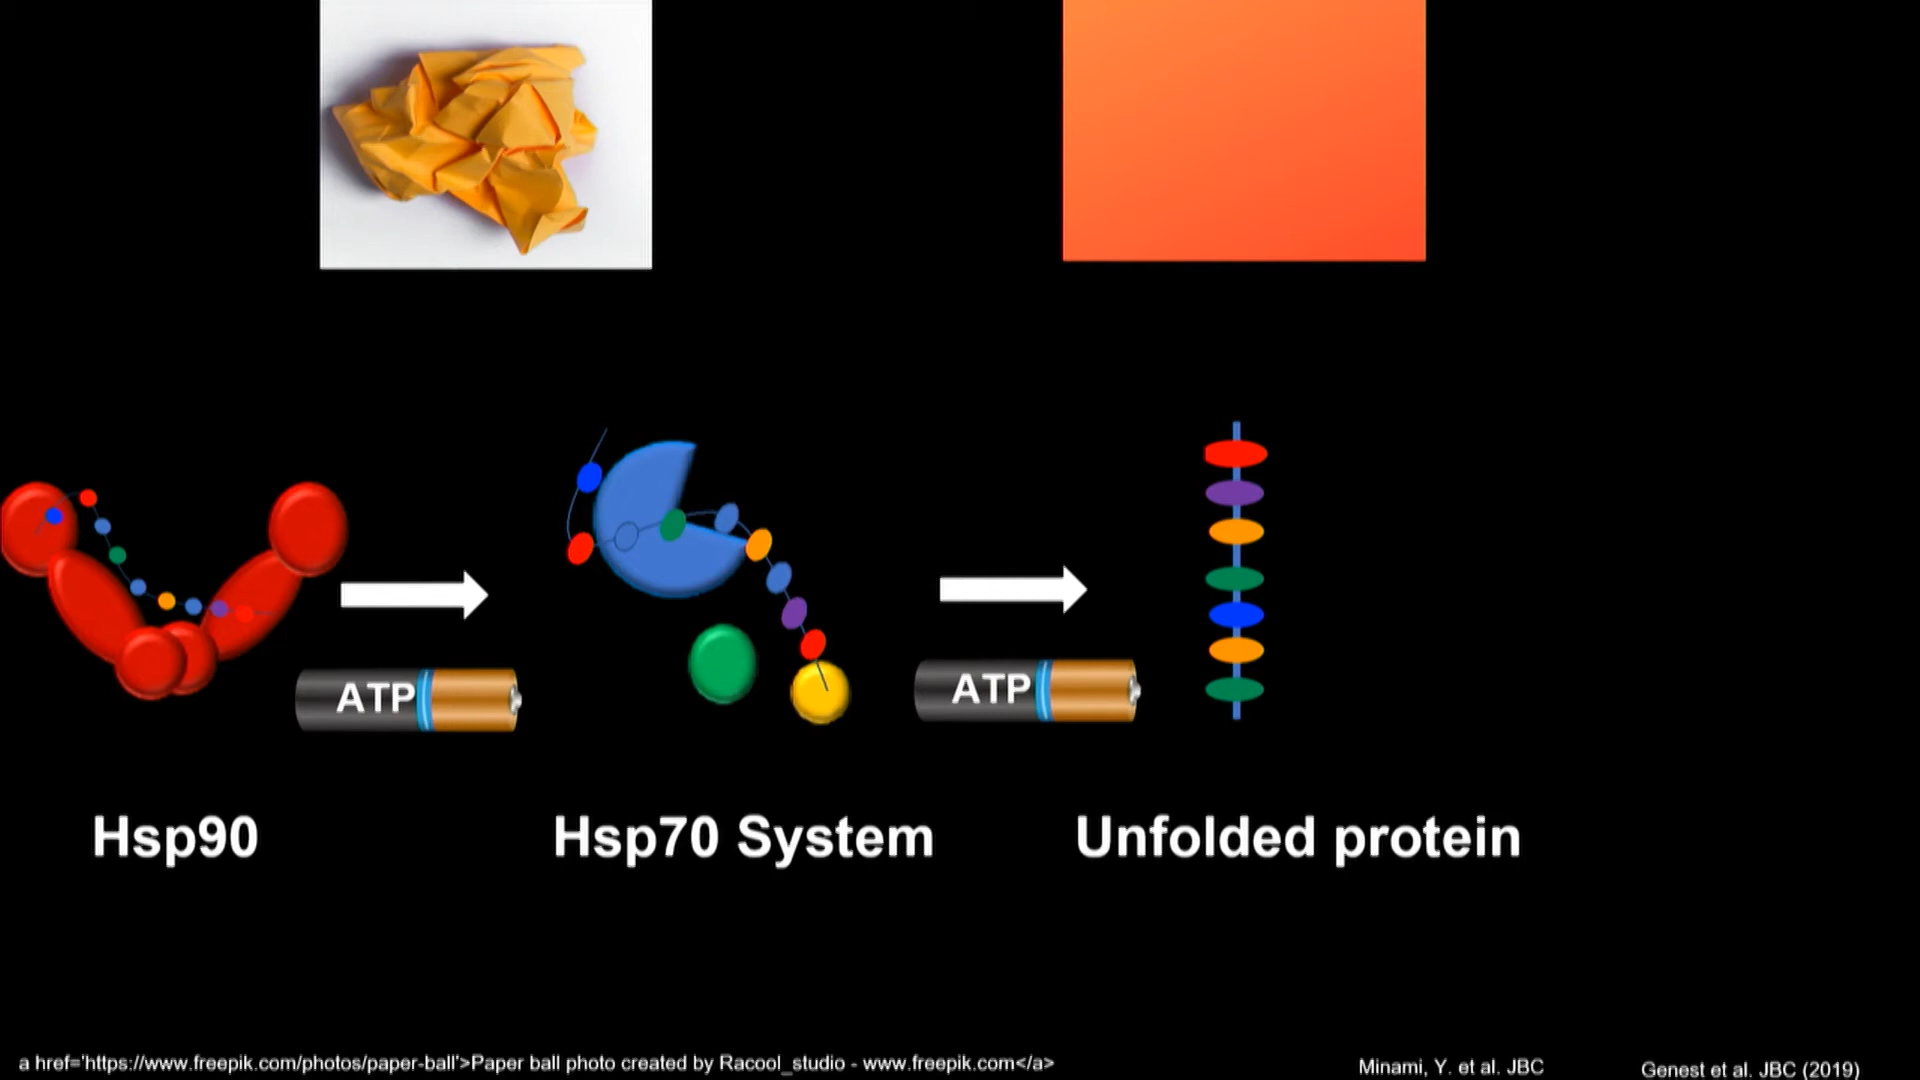 ATP
ATP
Hsp90
Hsp70 System
Unfolded protein
a href='https://www.freepik.com/photos/paper-ball'>Paper ball photo created by Racool_studio - www.freepik.com</a>
Minami, Y. et al. JBC
Genest et al. JBC (2019)